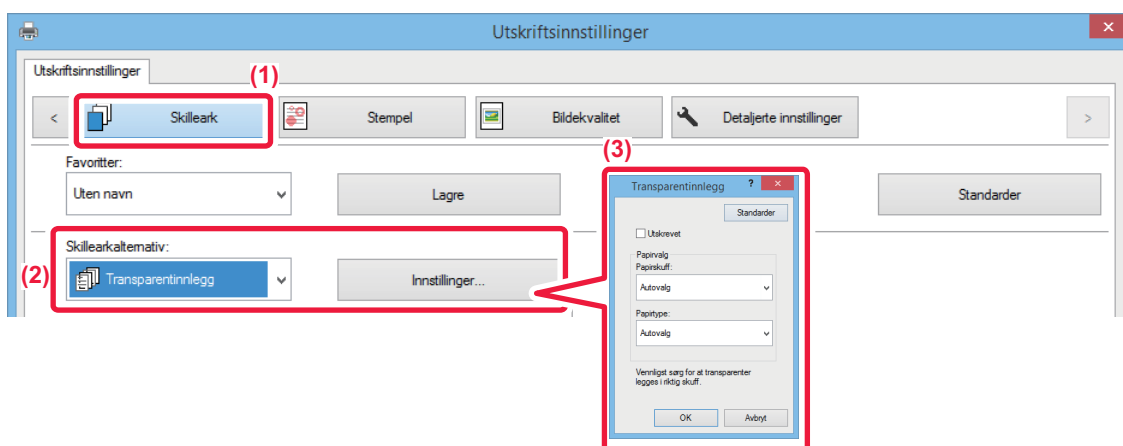 Utskriftsinnstillinger
×
Utskriftsinnstillinger
(1)
< Skilleark Stempel Bildekvalitet Detaljerte innstillinger >
Favoritter:
Uten navn Lagre Standarder
Skillearkalternativ:
(2) Transparentinnlegg Innstillinger...
(3)
Transparentinnlegg ? ×
Standarder
Utskrevet
Papirvalg
Papirskuff:
Autovalg
Papirtype:
Autovalg
Vennligst sørg for at transparenter
legges i riktig skuff.
OK Avbryt